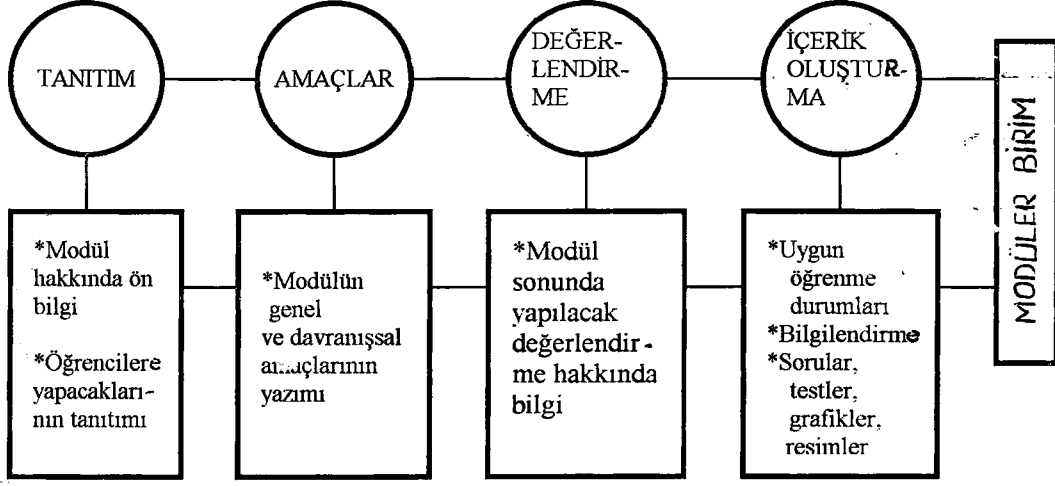 TANITIM
AMAÇLAR
DEĞER-
LENDİR-
ME
İÇERİK
OLUŞTUR-
MA
*Modül
hakkında ön
bilgi
*Öğrencilere
yapacakları-
nın tanıtımı
*Modülün
genel
ve davranışsal
amaçlarının
yazımı
*Modül
sonunda
yapılacak
değerlendir-
me hakkında
bilgi
*Uygun
öğrenme
durumları
*Bilgilendirme
*Sorular,
testler,
grafikler,
resimler
MODÜLER BİRİM